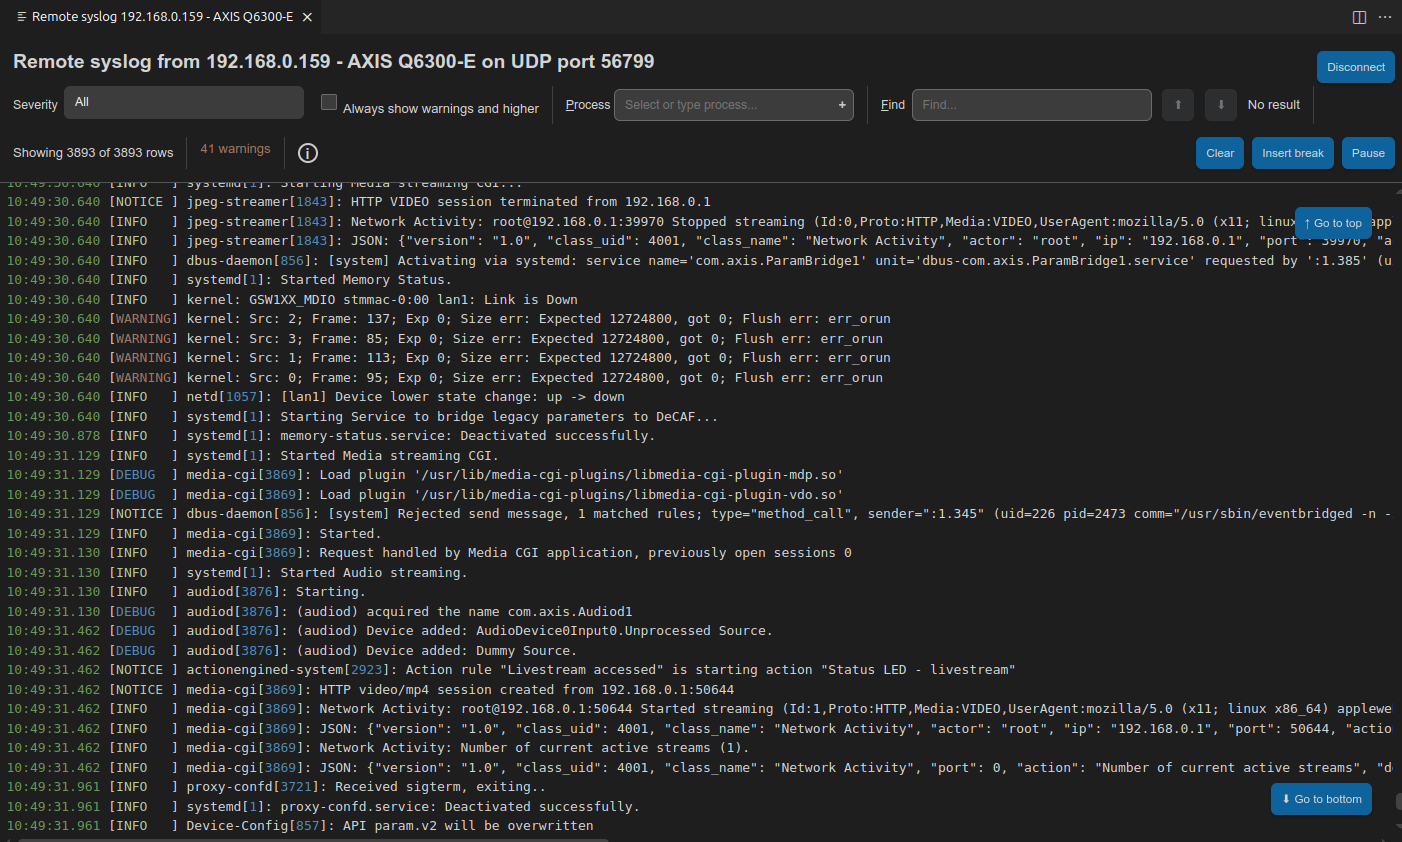 Remote syslog 192.168.0.159 - AXIS Q6300-E
Remote syslog from 192.168.0.159 - AXIS Q6300-E on UDP port 56799
Disconnect
Severity All Always show warnings and higher Process Select or type process... + Find Find... ⬆ ⬇ No result
Showing 3893 of 3893 rows 41 warnings Clear Insert break Pause
10:49:30.640 [INFO   ] systemd[1]: Starting Media streaming CGI...
10:49:30.640 [NOTICE ] jpeg-streamer[1843]: HTTP VIDEO session terminated from 192.168.0.1
10:49:30.640 [INFO   ] jpeg-streamer[1843]: Network Activity: root@192.168.0.1:39970 Stopped streaming (Id:0,Proto:HTTP,Media:VIDEO,UserAgent:mozilla/5.0 (x11; linux
↑ Go to top
10:49:30.640 [INFO   ] jpeg-streamer[1843]: JSON: {"version": "1.0", "class_uid": 4001, "class_name": "Network Activity", "actor": "root", "ip": "192.168.0.1", "port": 39970, "a
10:49:30.640 [INFO   ] dbus-daemon[856]: [system] Activating via systemd: service name='com.axis.ParamBridge1' unit='dbus-com.axis.ParamBridge1.service' requested by ':1.385' (u
10:49:30.640 [INFO   ] systemd[1]: Started Memory Status.
10:49:30.640 [INFO   ] kernel: GSW1XX_MDIO stmmac-0:00 lan1: Link is Down
10:49:30.640 [WARNING] kernel: Src: 2; Frame: 137; Exp 0; Size err: Expected 12724800, got 0; Flush err: err_orun
10:49:30.640 [WARNING] kernel: Src: 3; Frame: 85; Exp 0; Size err: Expected 12724800, got 0; Flush err: err_orun
10:49:30.640 [WARNING] kernel: Src: 1; Frame: 113; Exp 0; Size err: Expected 12724800, got 0; Flush err: err_orun
10:49:30.640 [WARNING] kernel: Src: 0; Frame: 95; Exp 0; Size err: Expected 12724800, got 0; Flush err: err_orun
10:49:30.640 [INFO   ] netd[1057]: [lan1] Device lower state change: up -> down
10:49:30.640 [INFO   ] systemd[1]: Starting Service to bridge legacy parameters to DeCAF...
10:49:30.878 [INFO   ] systemd[1]: memory-status.service: Deactivated successfully.
10:49:31.129 [INFO   ] systemd[1]: Started Media streaming CGI.
10:49:31.129 [DEBUG  ] media-cgi[3869]: Load plugin '/usr/lib/media-cgi-plugins/libmedia-cgi-plugin-mdp.so'
10:49:31.129 [DEBUG  ] media-cgi[3869]: Load plugin '/usr/lib/media-cgi-plugins/libmedia-cgi-plugin-vdo.so'
10:49:31.129 [NOTICE ] dbus-daemon[856]: [system] Rejected send message, 1 matched rules; type="method_call", sender=":1.345" (uid=226 pid=2473 comm="/usr/sbin/eventbridged -n -
10:49:31.129 [INFO   ] media-cgi[3869]: Started.
10:49:31.130 [INFO   ] media-cgi[3869]: Request handled by Media CGI application, previously open sessions 0
10:49:31.130 [INFO   ] systemd[1]: Started Audio streaming.
10:49:31.130 [INFO   ] audiod[3876]: Starting.
10:49:31.130 [DEBUG  ] audiod[3876]: (audiod) acquired the name com.axis.Audiod1
10:49:31.462 [DEBUG  ] audiod[3876]: (audiod) Device added: AudioDevice0Input0.Unprocessed Source.
10:49:31.462 [DEBUG  ] audiod[3876]: (audiod) Device added: Dummy Source.
10:49:31.462 [NOTICE ] actionengined-system[2923]: Action rule "Livestream accessed" is starting action "Status LED - livestream"
10:49:31.462 [NOTICE ] media-cgi[3869]: HTTP video/mp4 session created from 192.168.0.1:50644
10:49:31.462 [INFO   ] media-cgi[3869]: Network Activity: root@192.168.0.1:50644 Started streaming (Id:1,Proto:HTTP,Media:VIDEO,UserAgent:mozilla/5.0 (x11; linux x86_64) applewe
10:49:31.462 [INFO   ] media-cgi[3869]: JSON: {"version": "1.0", "class_uid": 4001, "class_name": "Network Activity", "actor": "root", "ip": "192.168.0.1", "port": 50644, "actio
10:49:31.462 [INFO   ] media-cgi[3869]: Network Activity: Number of current active streams (1).
10:49:31.462 [INFO   ] media-cgi[3869]: JSON: {"version": "1.0", "class_uid": 4001, "class_name": "Network Activity", "port": 0, "action": "Number of current active streams", "d
10:49:31.961 [INFO   ] proxy-confd[3721]: Received sigterm, exiting..
10:49:31.961 [INFO   ] systemd[1]: proxy-confd.service: Deactivated successfully.
⬇ Go to bottom
10:49:31.961 [INFO   ] Device-Config[857]: API param.v2 will be overwritten